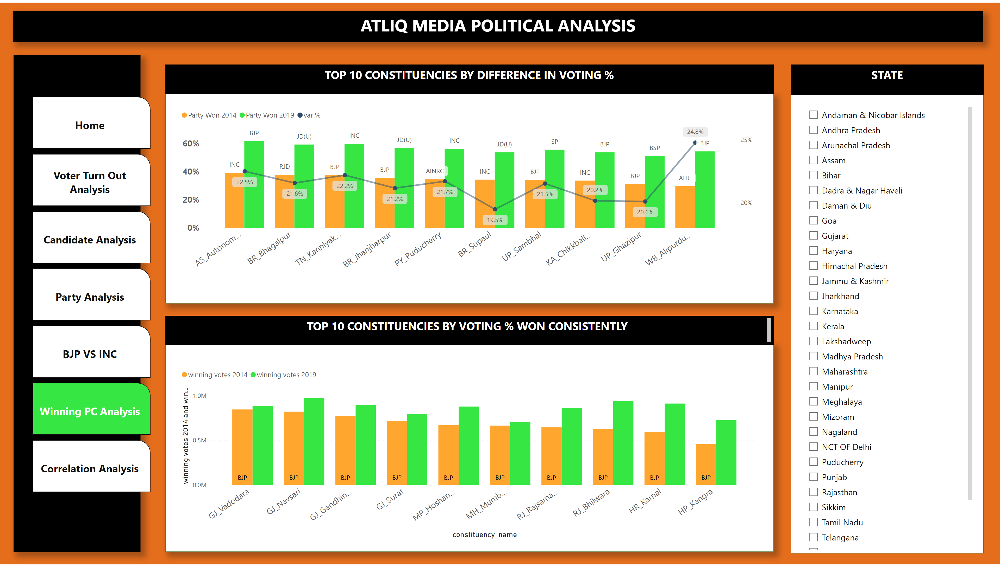 ATLIQ MEDIA POLITICAL ANALYSIS
Home
Voter Turn Out
Analysis
Candidate Analysis
Party Analysis
BJP VS INC
Winning PC Analysis
Correlation Analysis
TOP 10 CONSTITUENCIES BY DIFFERENCE IN VOTING %
Party Won 2014 Party Won 2019 var %
60%
40%
20%
0%
25%
20%
INC BJP
RJD JD(U)
BJP INC
BJP JD(U)
AINRC INC
INC JD(U)
BJP SP
INC BJP
BJP BSP
AITC BJP
22.5%
21.6%
22.2%
21.2%
21.7%
19.5%
21.5%
20.2%
20.1%
24.8%
AS_Autonom...
BR_Bhagalpur
TN_Kanniyak...
BR_Jhanjharpur
PY_Puducherry
BR_Supaul
UP_Sambhal
KA_Chikkball...
UP_Ghazipur
WB_Alipurdu...
TOP 10 CONSTITUENCIES BY VOTING % WON CONSISTENTLY
winning votes 2014 winning votes 2019
winning votes 2014 and win...
1.0M
0.5M
0.0M
BJP BJP BJP BJP BJP BJP BJP BJP BJP BJP
GJ_Vadodara
GJ_Navsari
GJ_Gandhin...
GJ_Surat
MP_Hoshan...
MH_Mumb...
RJ_Rajsama...
RJ_Bhilwara
HR_Karnal
HP_Kangra
constituency_name
STATE
Andaman & Nicobar Islands
Andhra Pradesh
Arunachal Pradesh
Assam
Bihar
Dadra & Nagar Haveli
Daman & Diu
Goa
Gujarat
Haryana
Himachal Pradesh
Jammu & Kashmir
Jharkhand
Karnataka
Kerala
Lakshadweep
Madhya Pradesh
Maharashtra
Manipur
Meghalaya
Mizoram
Nagaland
NCT OF Delhi
Puducherry
Punjab
Rajasthan
Sikkim
Tamil Nadu
Telangana